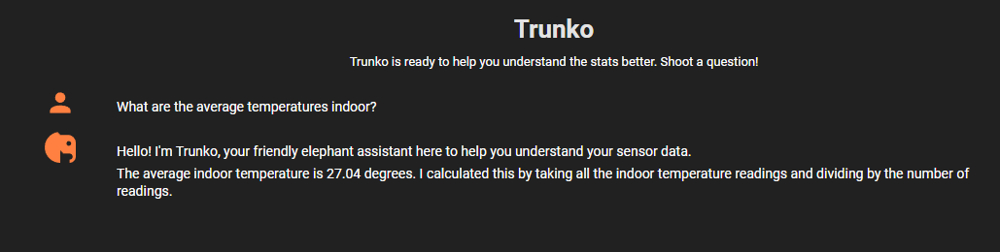 Trunko
Trunko is ready to help you understand the stats better. Shoot a question!
What are the average temperatures indoor?
Hello! I'm Trunko, your friendly elephant assistant here to help you understand your sensor data.
The average indoor temperature is 27.04 degrees. I calculated this by taking all the indoor temperature readings and dividing by the number of
readings.